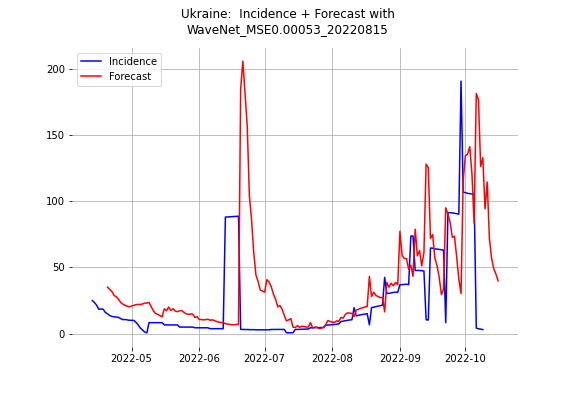 Ukraine:  Incidence + Forecast with
WaveNet_MSE0.00053_20220815
Incidence
Forecast
200
150
100
50
0
2022-05 2022-06 2022-07 2022-08 2022-09 2022-10